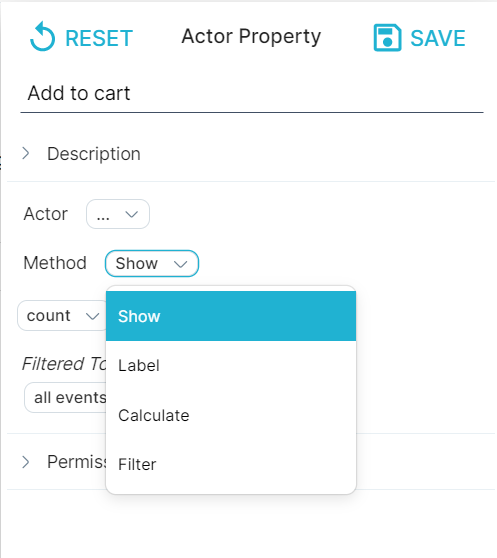 RESET Actor Property SAVE
Add to cart
Description
Actor ...
Method Show
count Show
Label
Filtered To
all events
Calculate
Filter